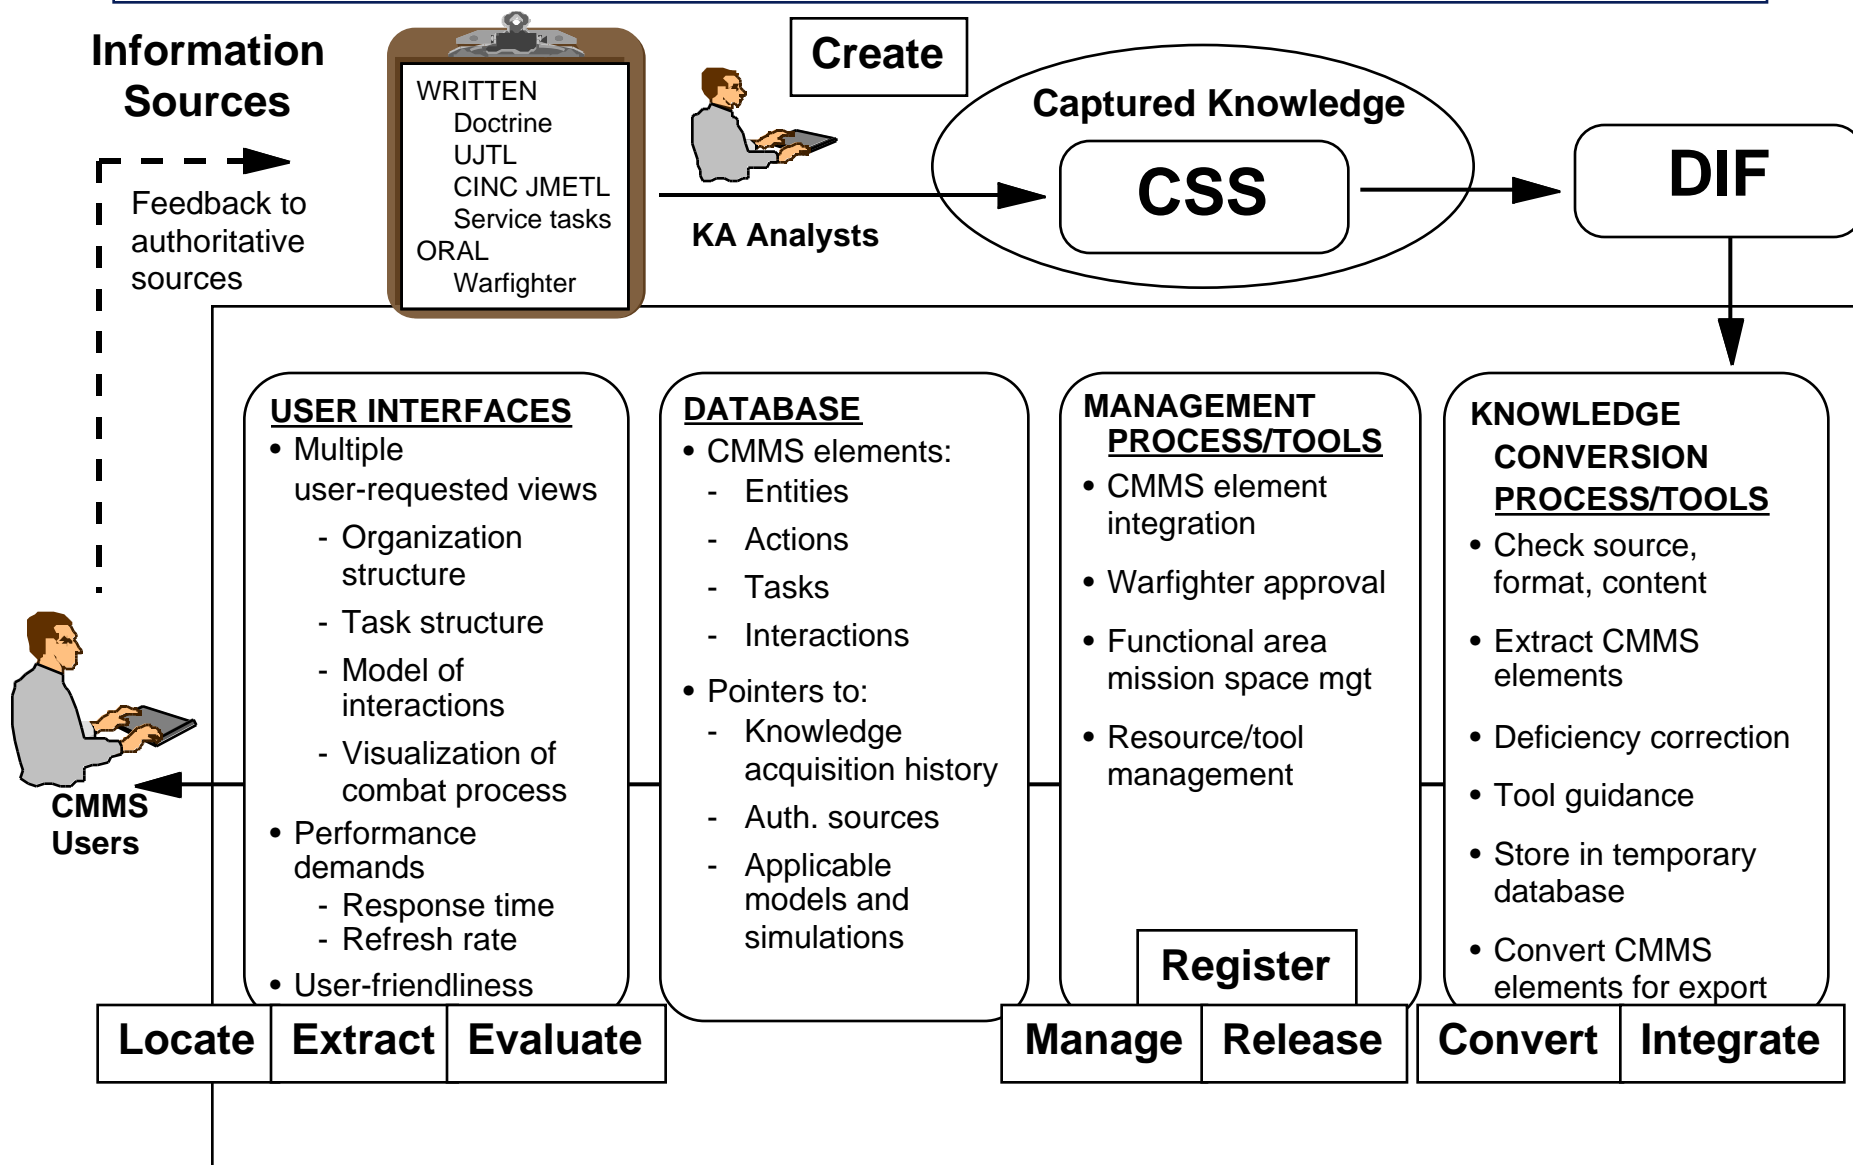 Information
Sources
WRITTEN
Doctrine
UJTL
CINC JMETL
Service tasks
ORAL
Warfighter
Create
KA Analysts
Captured Knowledge
CSS
DIF
Feedback to
authoritative
sources
CMMS
Users
USER INTERFACES
• Multiple
user-requested views
- Organization
structure
- Task structure
- Model of
interactions
- Visualization of
combat process
• Performance
demands
- Response time
- Refresh rate
• User-friendliness
DATABASE
• CMMS elements:
- Entities
- Actions
- Tasks
- Interactions
• Pointers to:
- Knowledge
acquisition history
- Auth. sources
- Applicable
models and
simulations
MANAGEMENT
PROCESS/TOOLS
• CMMS element
integration
• Warfighter approval
• Functional area
mission space mgt
• Resource/tool
management
KNOWLEDGE
CONVERSION
PROCESS/TOOLS
• Check source,
format, content
• Extract CMMS
elements
• Deficiency correction
• Tool guidance
• Store in temporary
database
• Convert CMMS
elements for export
Locate
Extract
Evaluate
Register
Manage
Release
Convert
Integrate